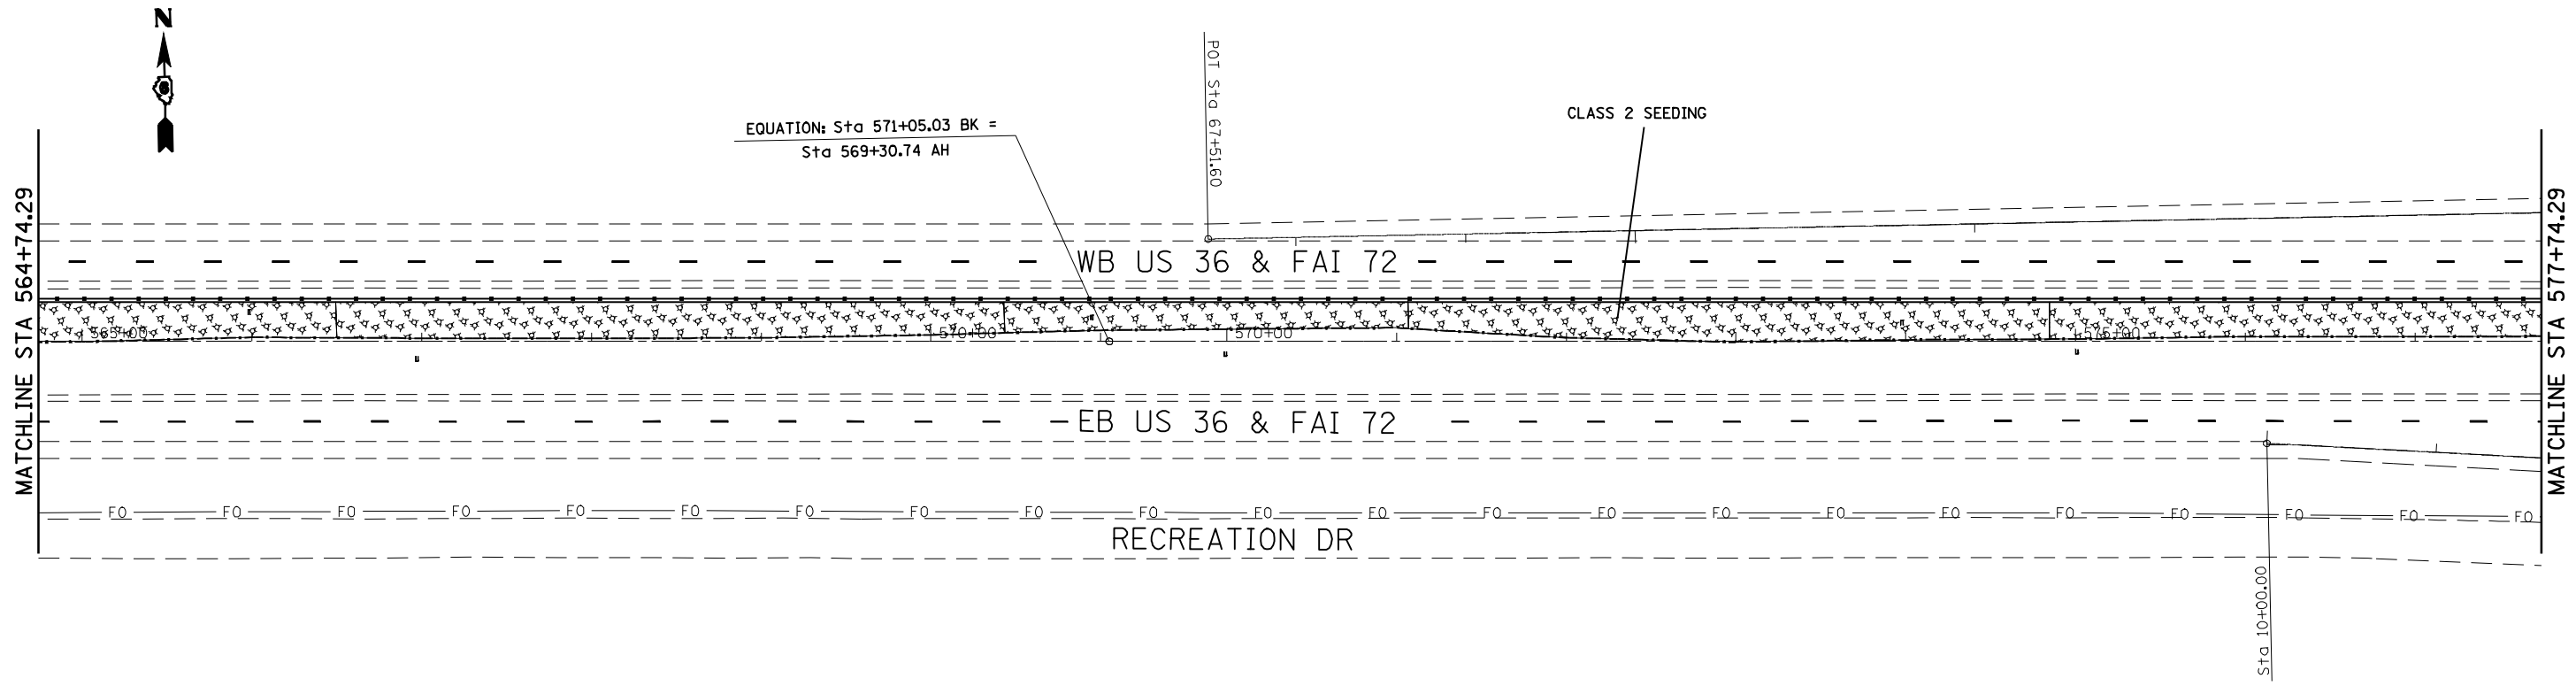 N
POT Sta 67+51.60
CLASS 2 SEEDING
EQUATION: Sta 571+05.03 BK =
Sta 569+30.74 AH
MATCHLINE STA 564+74.29
MATCHLINE STA 577+74.29
WB US 36 & FAI 72
565+00
570+00
570+00
575+00
EB US 36 & FAI 72
FO FO FO FO FO FO FO FO FO FO FO FO FO FO FO FO FO FO FO FO FO FO
RECREATION DR
Sta 10+00.00